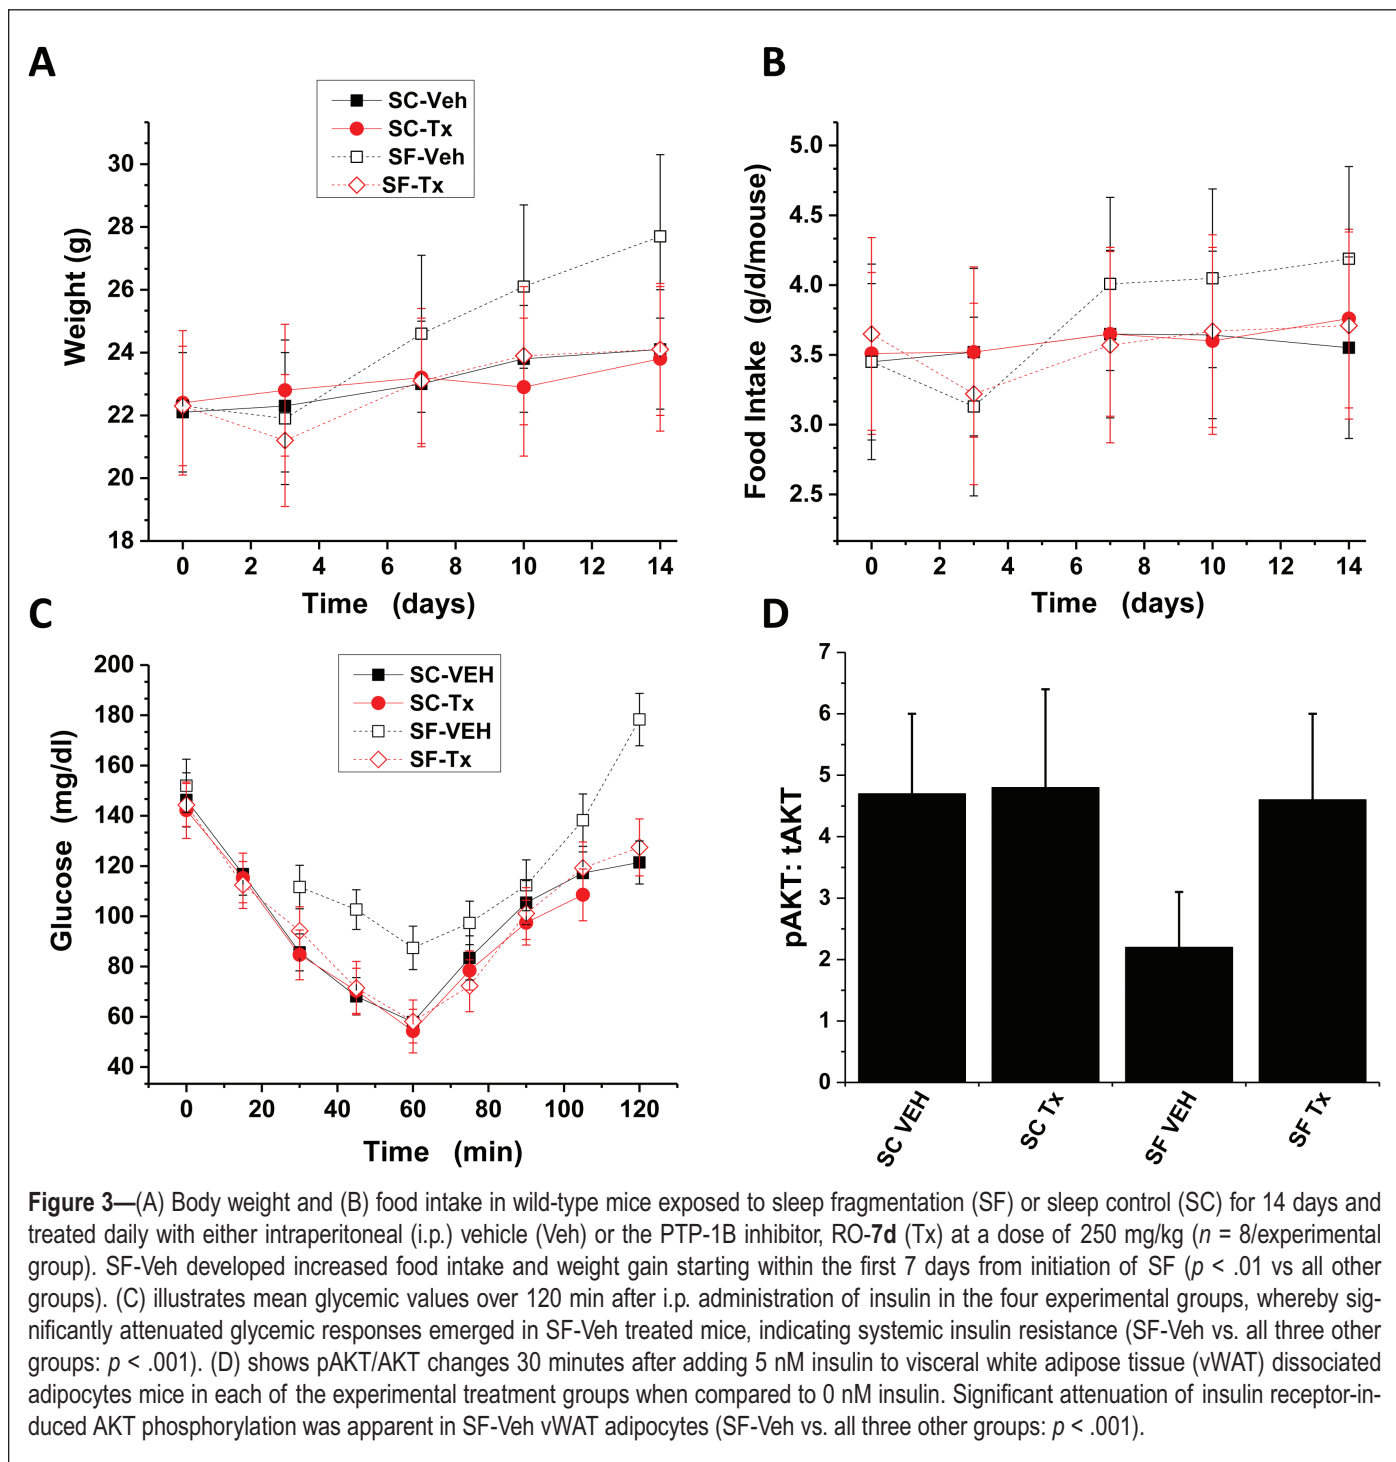 A
SC-Veh
SC-Tx
SF-Veh
SF-Tx
30
28
26
24
22
20
18
Weight (g)
0 2 4 6 8 10 12 14
Time (days)
B
5.0
4.5
4.0
3.5
3.0
2.5
Food Intake (g/d/mouse)
0 2 4 6 8 10 12 14
Time (days)
C
SC-VEH
SC-Tx
SF-VEH
SF-Tx
200
180
160
140
120
100
80
60
40
Glucose (mg/dl)
0 20 40 60 80 100 120
Time (min)
D
7
6
5
4
3
2
1
0
pAKT: tAKT
SC VEH
SC Tx
SF VEH
SF Tx
Figure 3—(A) Body weight and (B) food intake in wild-type mice exposed to sleep fragmentation (SF) or sleep control (SC) for 14 days and
treated daily with either intraperitoneal (i.p.) vehicle (Veh) or the PTP-1B inhibitor, RO-7d (Tx) at a dose of 250 mg/kg (n = 8/experimental
group). SF-Veh developed increased food intake and weight gain starting within the first 7 days from initiation of SF (p < .01 vs all other
groups). (C) illustrates mean glycemic values over 120 min after i.p. administration of insulin in the four experimental groups, whereby sig-
nificantly attenuated glycemic responses emerged in SF-Veh treated mice, indicating systemic insulin resistance (SF-Veh vs. all three other
groups: p < .001). (D) shows pAKT/AKT changes 30 minutes after adding 5 nM insulin to visceral white adipose tissue (vWAT) dissociated
adipocytes mice in each of the experimental treatment groups when compared to 0 nM insulin. Significant attenuation of insulin receptor-in-
duced AKT phosphorylation was apparent in SF-Veh vWAT adipocytes (SF-Veh vs. all three other groups: p < .001).